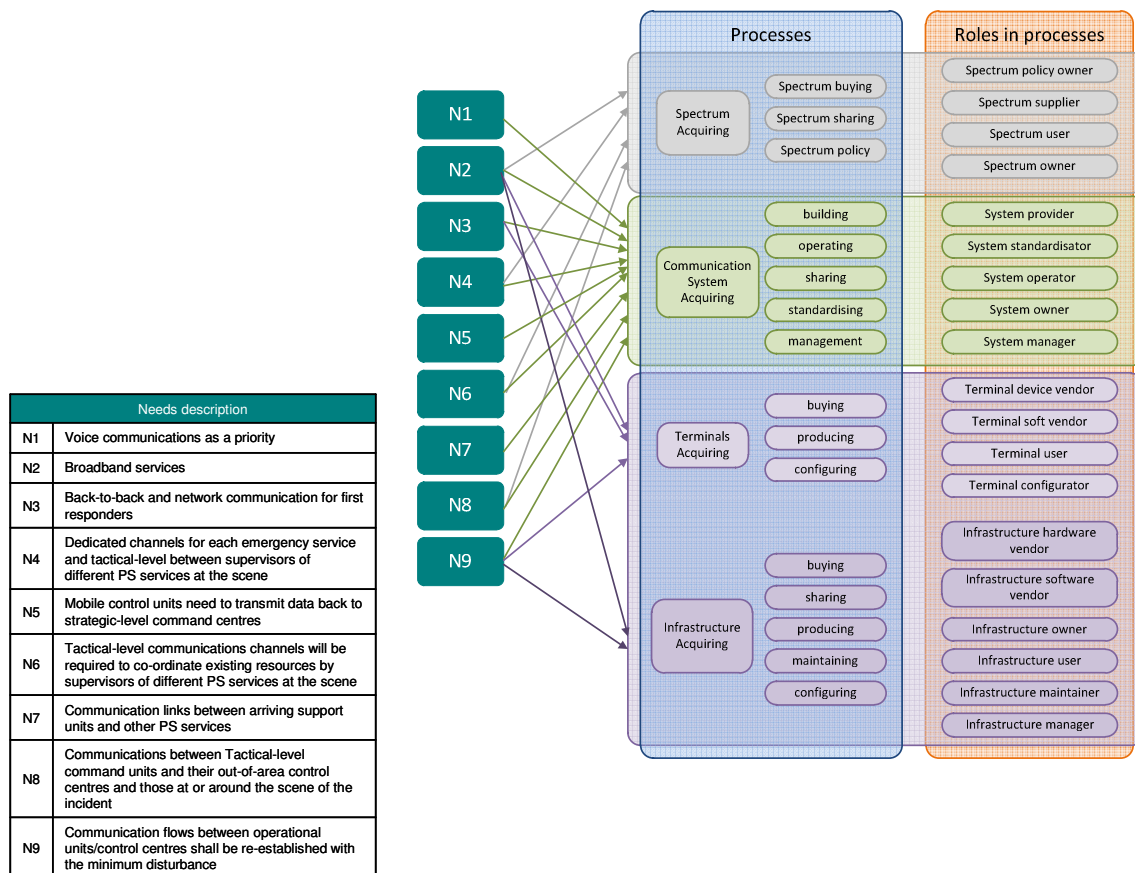 Processes
Roles in processes
N1
N2
N3
N4
N5
N6
N7
N8
N9
Spectrum
Acquiring
Spectrum buying
Spectrum sharing
Spectrum policy
Spectrum policy owner
Spectrum supplier
Spectrum user
Spectrum owner
Communication
System
Acquiring
building
operating
sharing
standardising
management
System provider
System standardisator
System operator
System owner
System manager
Terminals
Acquiring
buying
producing
configuring
Terminal device vendor
Terminal soft vendor
Terminal user
Terminal configurator
Infrastructure
Acquiring
buying
sharing
producing
maintaining
configuring
Infrastructure hardware
vendor
Infrastructure software
vendor
Infrastructure owner
Infrastructure user
Infrastructure maintainer
Infrastructure manager
Needs description
N1
Voice communications as a priority
N2
Broadband services
N3
Back-to-back and network communication for first
responders
N4
Dedicated channels for each emergency service
and tactical-level between supervisors of
different PS services at the scene
N5
Mobile control units need to transmit data back to
strategic-level command centres
N6
Tactical-level communications channels will be
required to co-ordinate existing resources by
supervisors of different PS services at the scene
N7
Communication links between arriving support
units and other PS services
N8
Communications between Tactical-level
command units and their out-of-area control
centres and those at or around the scene of the
incident
N9
Communication flows between operational
units/control centres shall be re-established with
the minimum disturbance